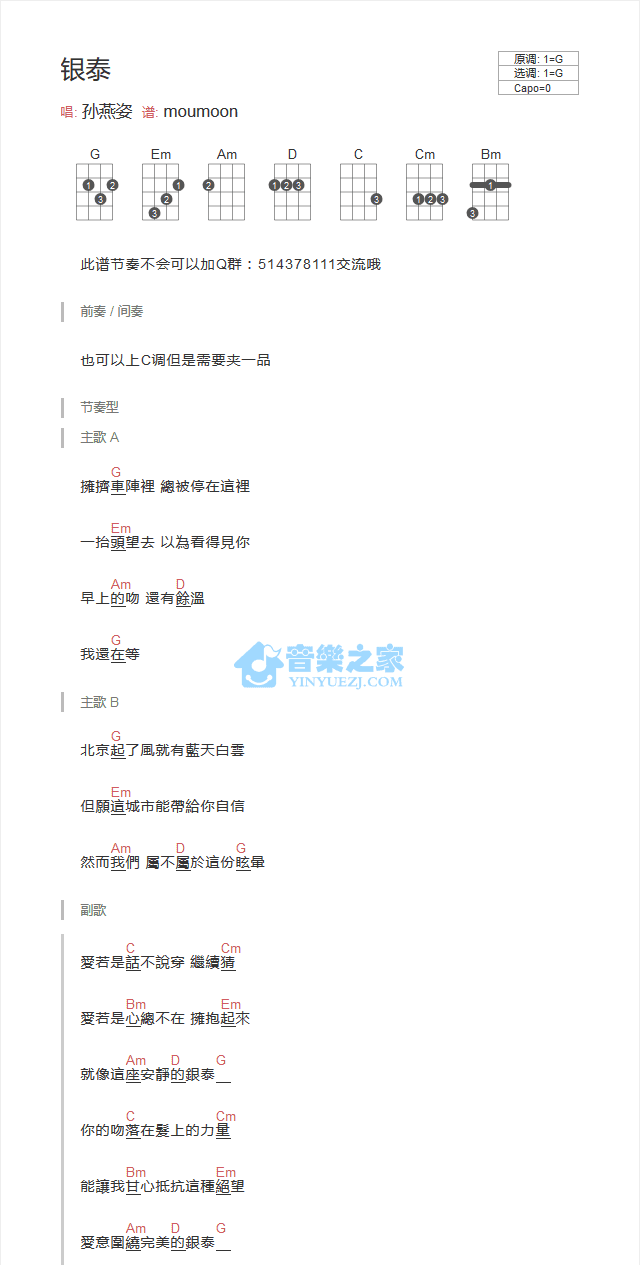 银泰
原调: 1=G
选调: 1=G
Capo=0
唱: 孙燕姿 谱: moumoon
G Em Am D C Cm Bm
1 2 3 1 2 3 2 1 2 3 3 1 2 3 1 3
此谱节奏不会可以加Q群：514378111交流哦
前奏 / 间奏
也可以上C调但是需要夹一品
节奏型
主歌 A
G
擁擠車陣裡 總被停在這裡
Em
一抬頭望去 以為看得見你
Am D
早上的吻 還有餘溫
G
我還在等
音樂之家
YINYUEZJ.COM
主歌 B
G
北京起了風就有藍天白雲
Em
但願這城市能帶給你自信
Am D G
然而我們 屬不屬於這份眩暈
副歌
C Cm
愛若是話不說穿 繼續猜
Bm Em
愛若是心總不在 擁抱起來
Am D G
就像這座安靜的銀泰
C Cm
你的吻落在髮上的力量
Bm Em
能讓我甘心抵抗這種絕望
Am D G
愛意圍繞完美的銀泰